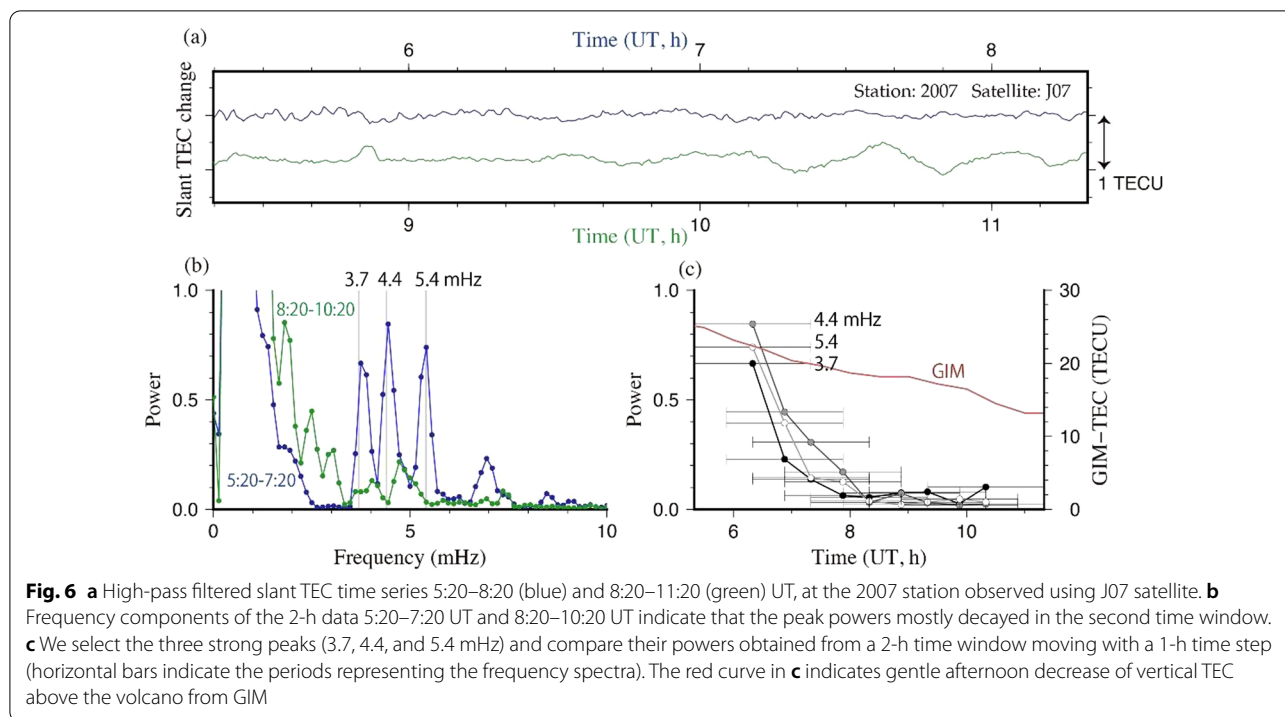 (a)
Time (UT, h)
6 7 8
Station: 2007 Satellite: J07
Slant TEC change
1 TECU
9 10 11
Time (UT, h)
(b)
3.7 4.4 5.4 mHz
1.0
8:20-10:20
Power
0.5
5:20-7:20
0.0
0 5 10
Frequency (mHz)
(c)
1.0 30
4.4 mHz
5.4
3.7
GIM
20
Power
0.5
10
0.0 0
GIM-TEC (TECU)
6 8 10
Time (UT, h)
Fig. 6 a High-pass filtered slant TEC time series 5:20–8:20 (blue) and 8:20–11:20 (green) UT, at the 2007 station observed using J07 satellite. b
Frequency components of the 2-h data 5:20–7:20 UT and 8:20–10:20 UT indicate that the peak powers mostly decayed in the second time window.
c We select the three strong peaks (3.7, 4.4, and 5.4 mHz) and compare their powers obtained from a 2-h time window moving with a 1-h time step
(horizontal bars indicate the periods representing the frequency spectra). The red curve in c indicates gentle afternoon decrease of vertical TEC
above the volcano from GIM